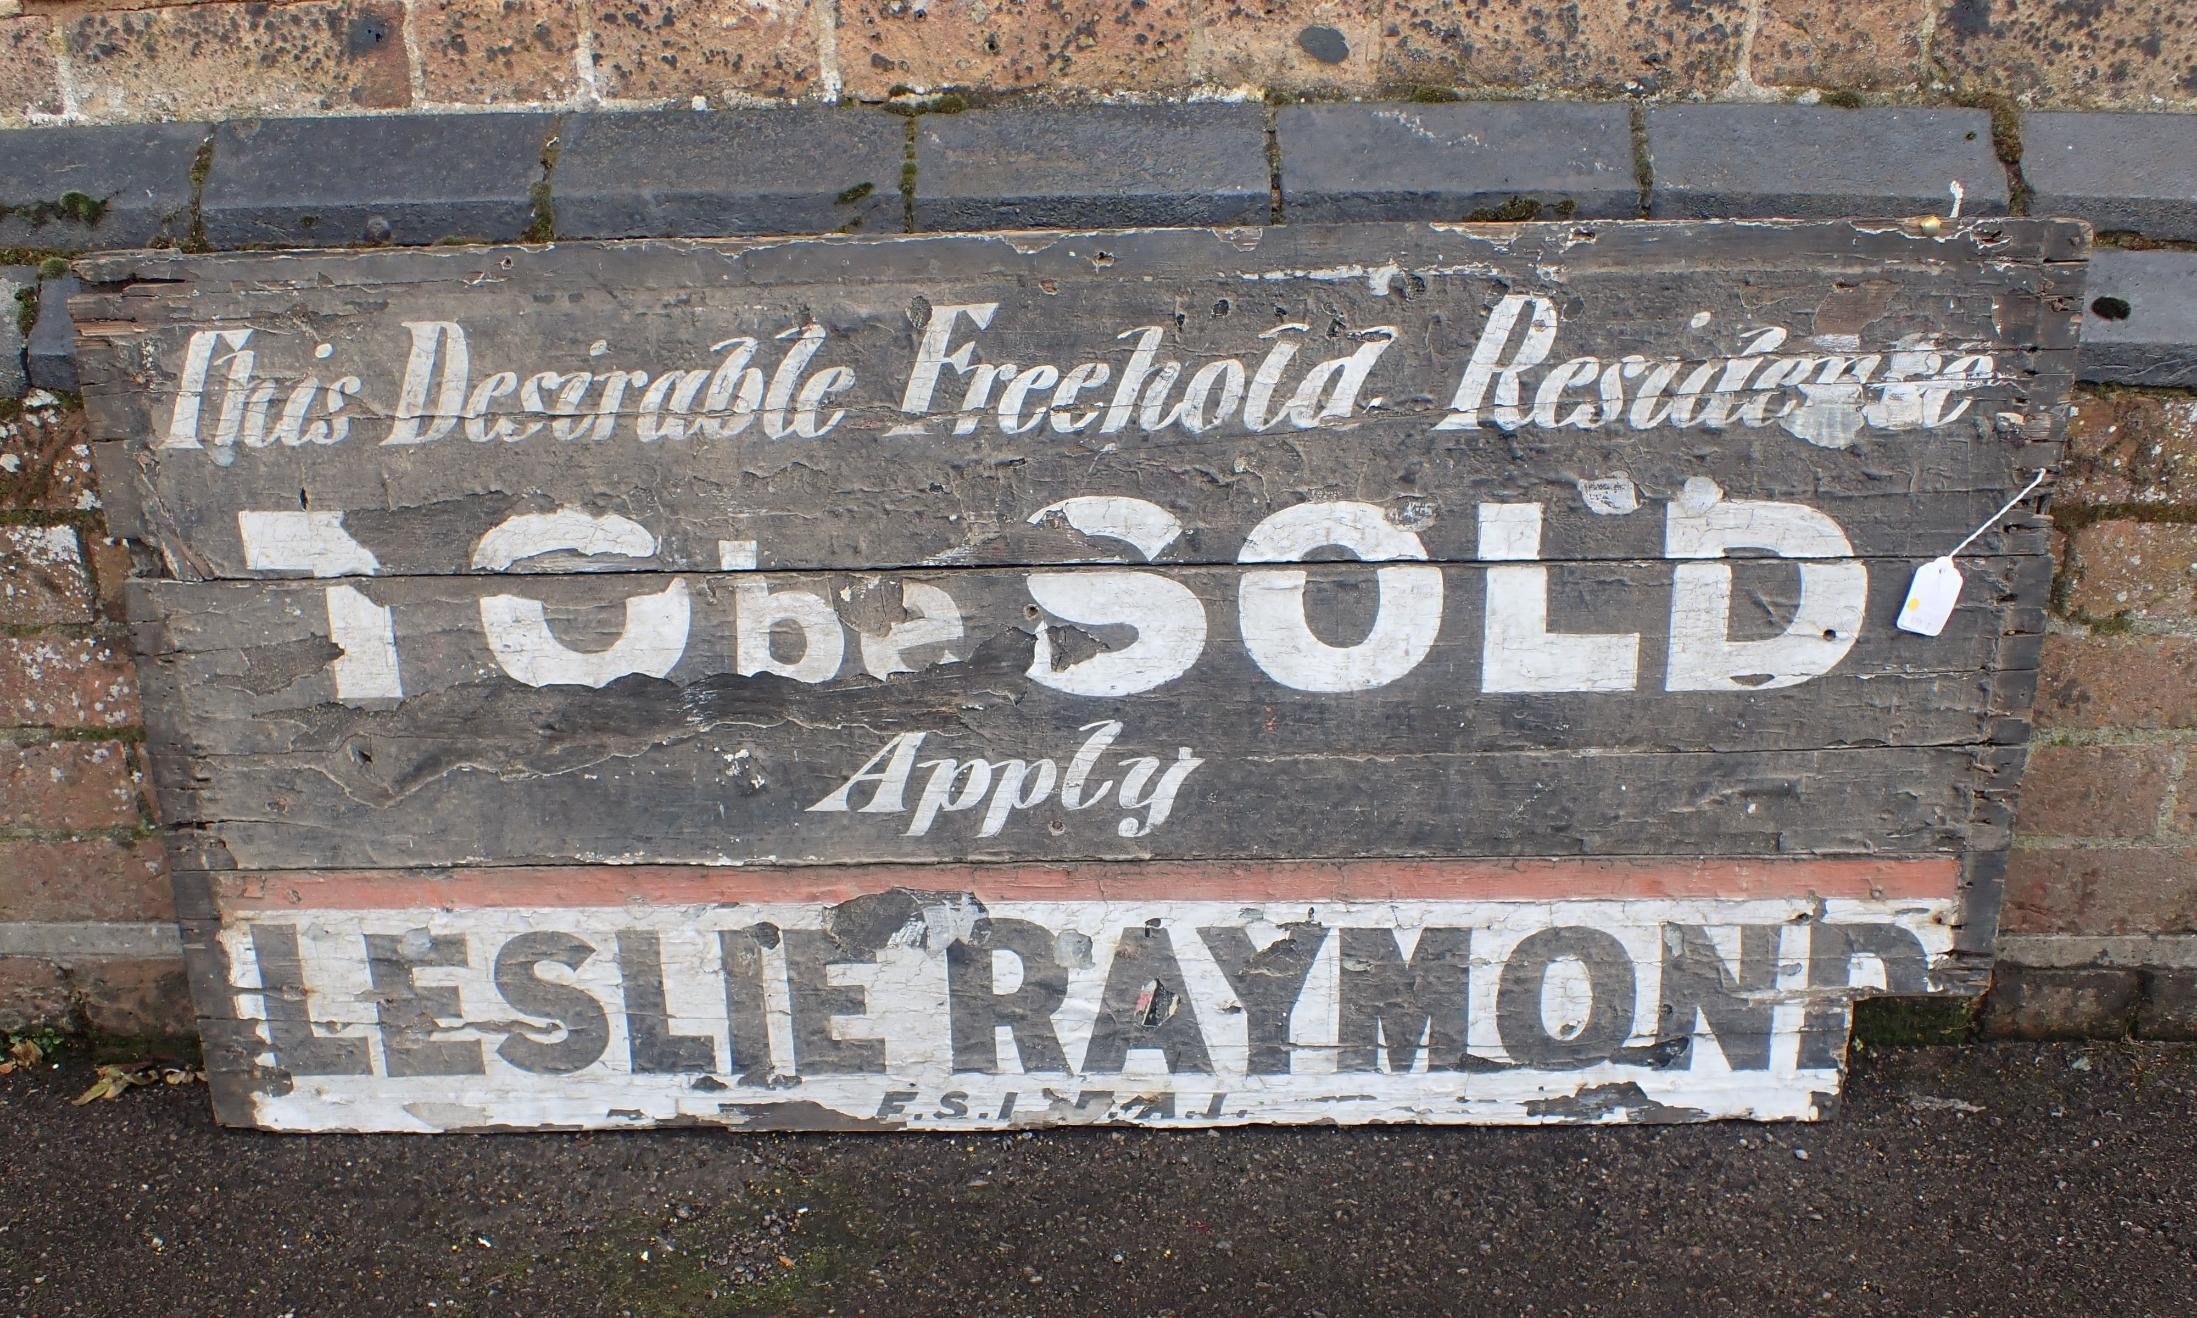 This Desirable Freehold Residence
TO be SOLD
Apply
LESLIE RAYMOND
F.S.I. F.A.I.